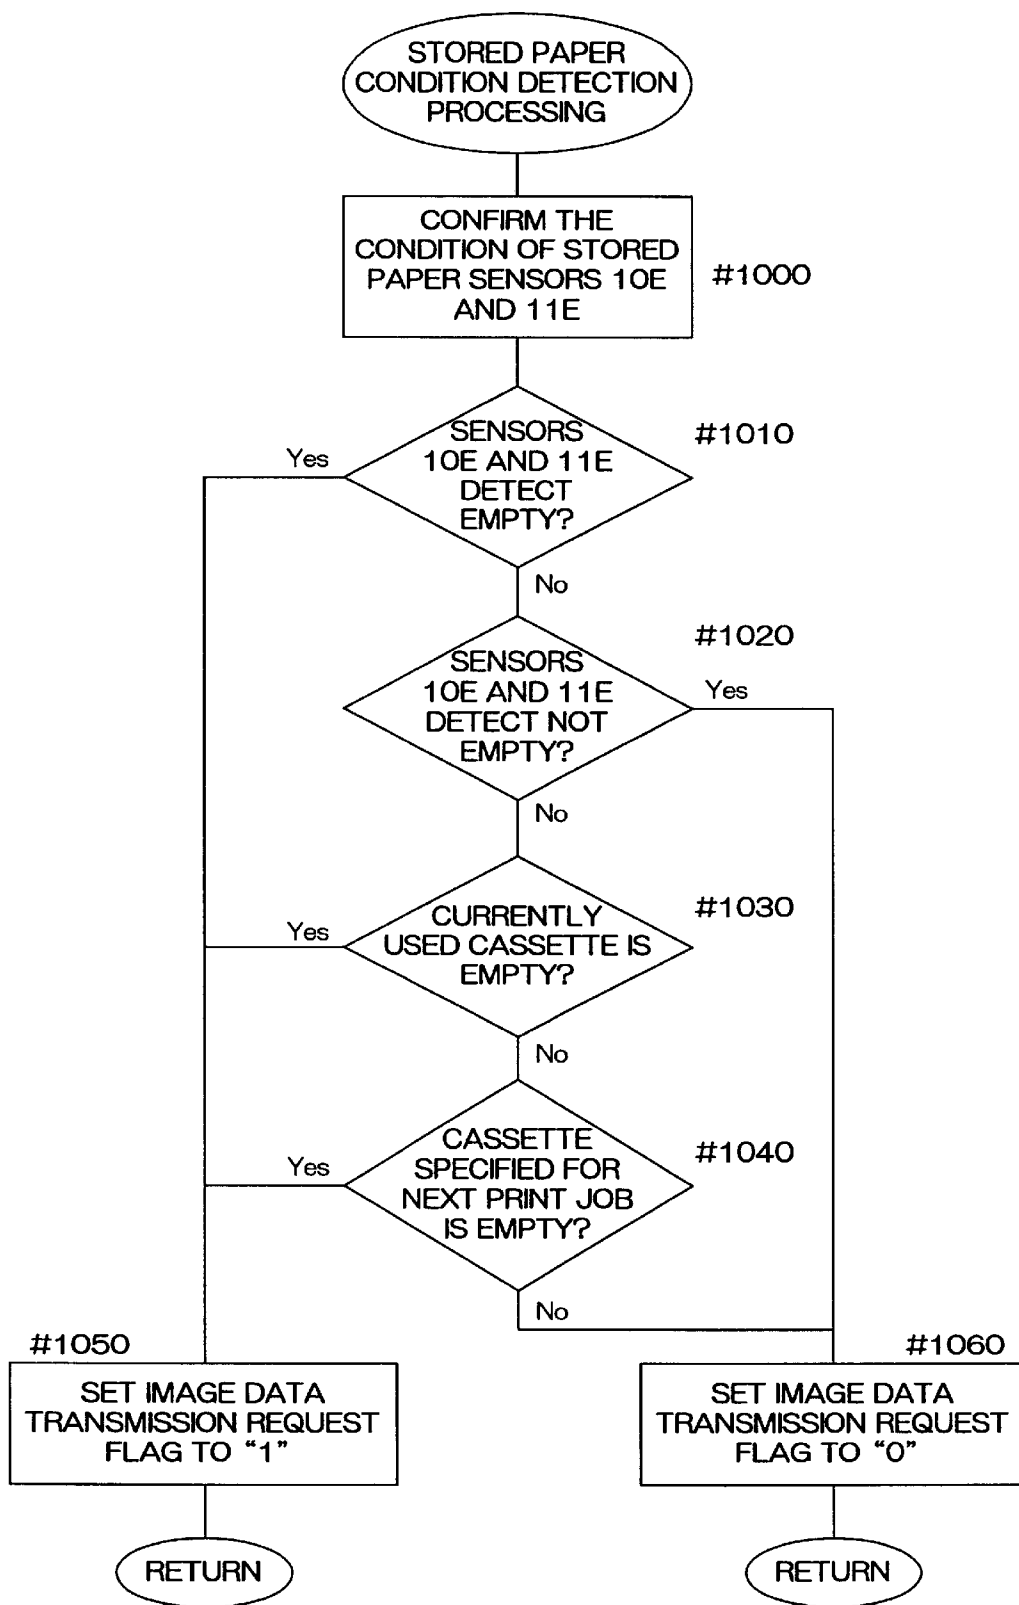 STORED PAPER
CONDITION DETECTION
PROCESSING
CONFIRM THE
CONDITION OF STORED
PAPER SENSORS 10E
AND 11E
#1000
SENSORS
10E AND 11E
DETECT
EMPTY?
#1010
Yes
No
SENSORS
10E AND 11E
DETECT NOT
EMPTY?
#1020
Yes
No
CURRENTLY
USED CASSETTE IS
EMPTY?
#1030
Yes
No
CASSETTE
SPECIFIED FOR
NEXT PRINT JOB
IS EMPTY?
#1040
Yes
No
#1050
SET IMAGE DATA
TRANSMISSION REQUEST
FLAG TO “1”
RETURN
#1060
SET IMAGE DATA
TRANSMISSION REQUEST
FLAG TO “0”
RETURN